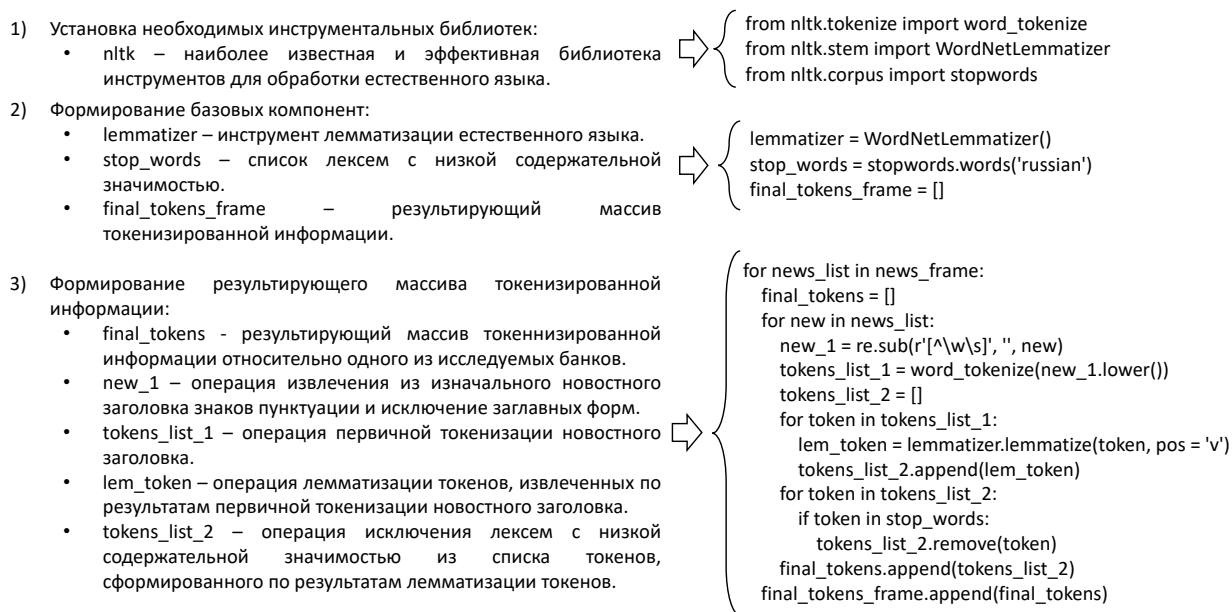 1) Установка необходимых инструментальных библиотек:
• nltk – наиболее известная и эффективная библиотека
инструментов для обработки естественного языка.
from nltk.tokenize import word_tokenize
from nltk.stem import WordNetLemmatizer
from nltk.corpus import stopwords
2) Формирование базовых компонент:
• lemmatizer – инструмент лемматизации естественного языка.
• stop_words – список лексем с низкой содержательной
значимостью.
• final_tokens_frame – результирующий массив
токенизированной информации.
lemmatizer = WordNetLemmatizer()
stop_words = stopwords.words('russian')
final_tokens_frame = []
3) Формирование результирующего массива токенизированной
информации:
• final_tokens - результирующий массив токеннизированной
информации относительно одного из исследуемых банков.
• new_1 – операция извлечения из изначального новостного
заголовка знаков пунктуации и исключение заглавных форм.
• tokens_list_1 – операция первичной токенизации новостного
заголовка.
• lem_token – операция лемматизации токенов, извлеченных по
результатам первичной токенизации новостного заголовка.
• tokens_list_2 – операция исключения лексем с низкой
содержательной значимостью из списка токенов,
сформированного по результатам лемматизации токенов.
for news_list in news_frame:
final_tokens = []
for new in news_list:
new_1 = re.sub(r'[^\w\s]', '', new)
tokens_list_1 = word_tokenize(new_1.lower())
tokens_list_2 = []
for token in tokens_list_1:
lem_token = lemmatizer.lemmatize(token, pos = 'v')
tokens_list_2.append(lem_token)
for token in tokens_list_2:
if token in stop_words:
tokens_list_2.remove(token)
final_tokens.append(tokens_list_2)
final_tokens_frame.append(final_tokens)